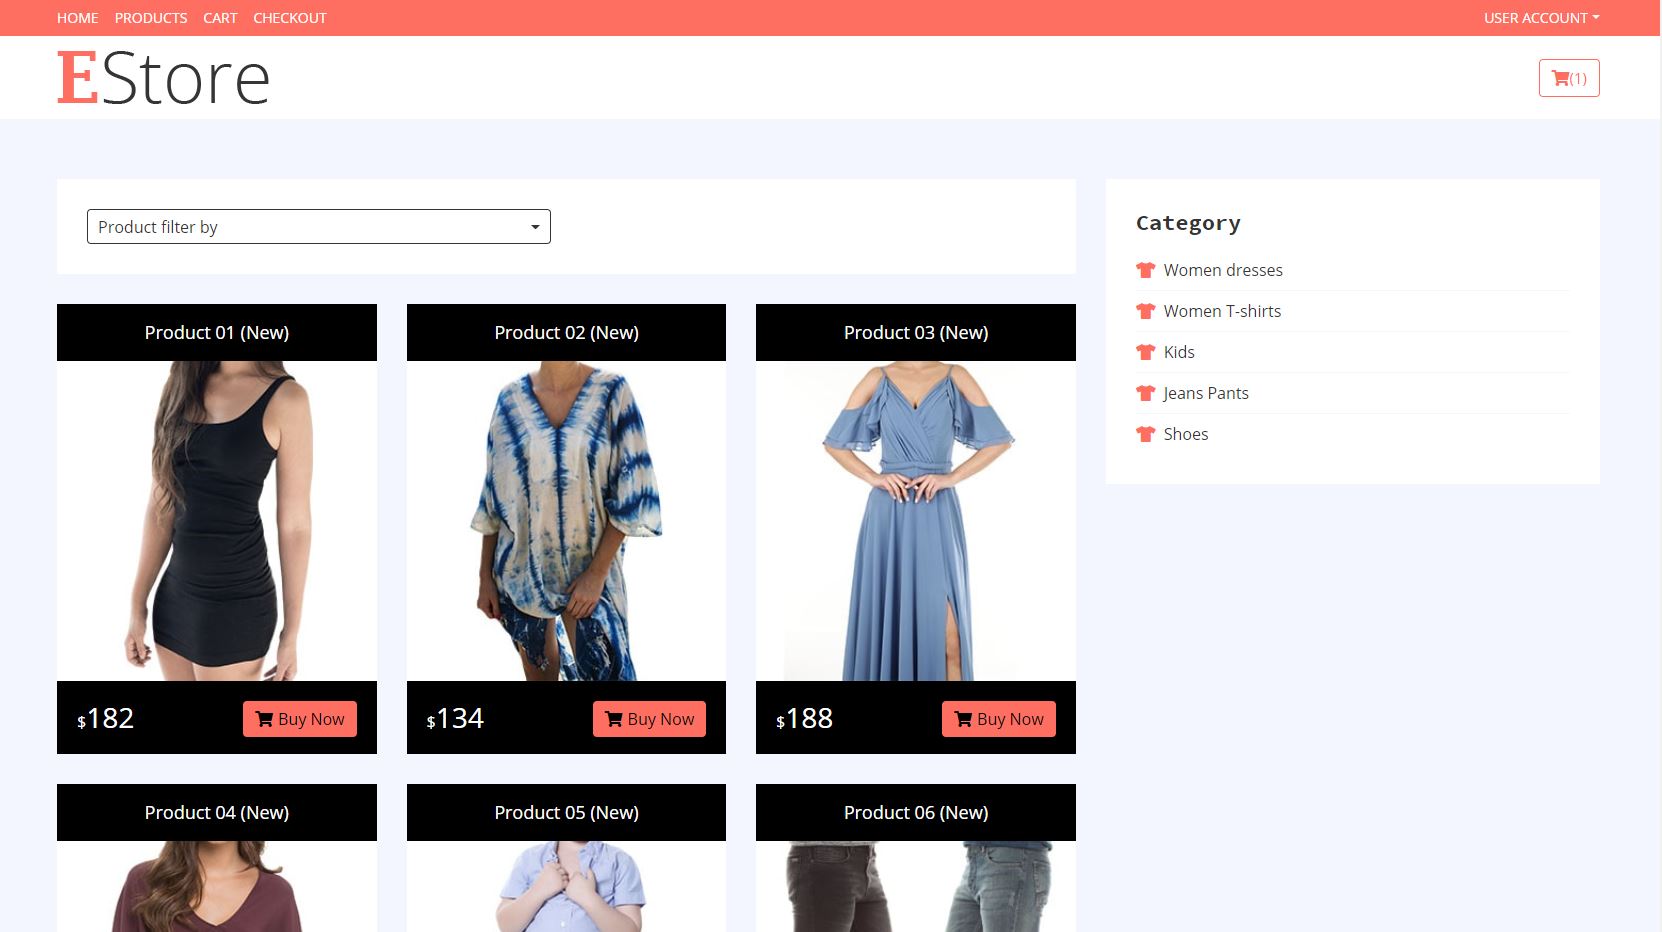 HOME PRODUCTS CART CHECKOUT USER ACCOUNT
EStore
(1)
Product filter by
Category
Women dresses
Women T-shirts
Kids
Jeans Pants
Shoes
Product 01 (New)
Product 02 (New)
Product 03 (New)
$182 Buy Now
$134 Buy Now
$188 Buy Now
Product 04 (New)
Product 05 (New)
Product 06 (New)